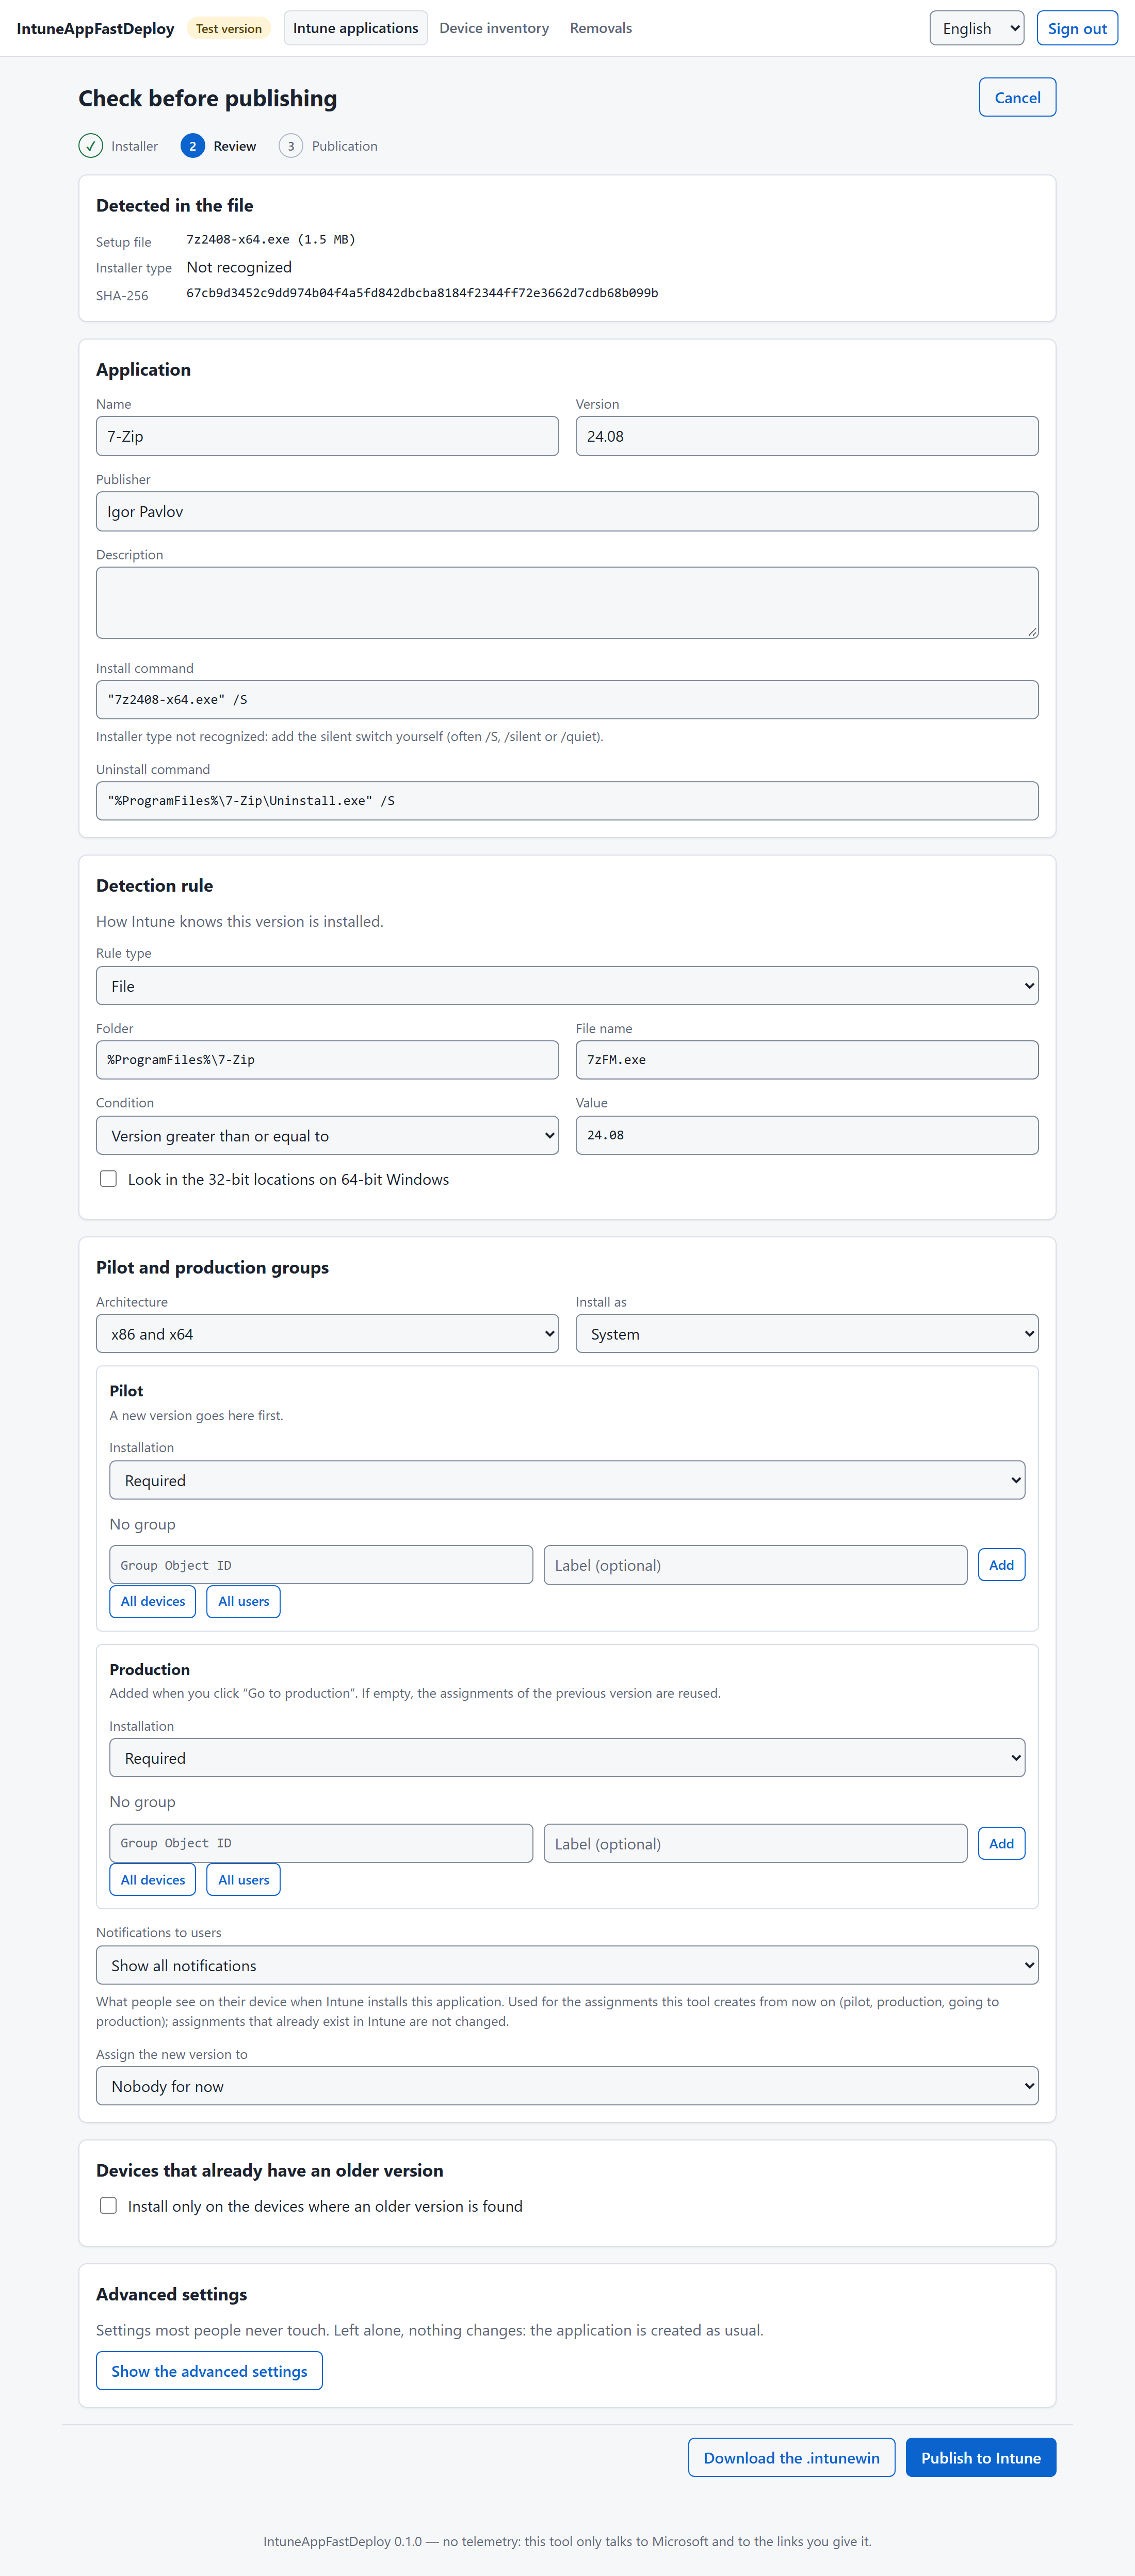 IntuneAppFastDeploy Test version Intune applications Device inventory Removals English Sign out
Check before publishing Cancel
✓ Installer 2 Review 3 Publication
Detected in the file
Setup file 7z2408-x64.exe (1.5 MB)
Installer type Not recognized
SHA-256 67cb9d3452c9dd974b04f4a5fd842dbcba8184f2344ff72e3662d7cdb68b099b
Application
Name Version
7-Zip 24.08
Publisher
Igor Pavlov
Description
Install command
"7z2408-x64.exe" /S
Installer type not recognized: add the silent switch yourself (often /S, /silent or /quiet).
Uninstall command
"%ProgramFiles%\7-Zip\Uninstall.exe" /S
Detection rule
How Intune knows this version is installed.
Rule type
File
Folder File name
%ProgramFiles%\7-Zip 7zFM.exe
Condition Value
Version greater than or equal to 24.08
Look in the 32-bit locations on 64-bit Windows
Pilot and production groups
Architecture Install as
x86 and x64 System
Pilot
A new version goes here first.
Installation
Required
No group
Group Object ID Label (optional) Add
All devices All users
Production
Added when you click “Go to production”. If empty, the assignments of the previous version are reused.
Installation
Required
No group
Group Object ID Label (optional) Add
All devices All users
Notifications to users
Show all notifications
What people see on their device when Intune installs this application. Used for the assignments this tool creates from now on (pilot, production, going to
production); assignments that already exist in Intune are not changed.
Assign the new version to
Nobody for now
Devices that already have an older version
Install only on the devices where an older version is found
Advanced settings
Settings most people never touch. Left alone, nothing changes: the application is created as usual.
Show the advanced settings
Download the .intunewin Publish to Intune
IntuneAppFastDeploy 0.1.0 — no telemetry: this tool only talks to Microsoft and to the links you give it.